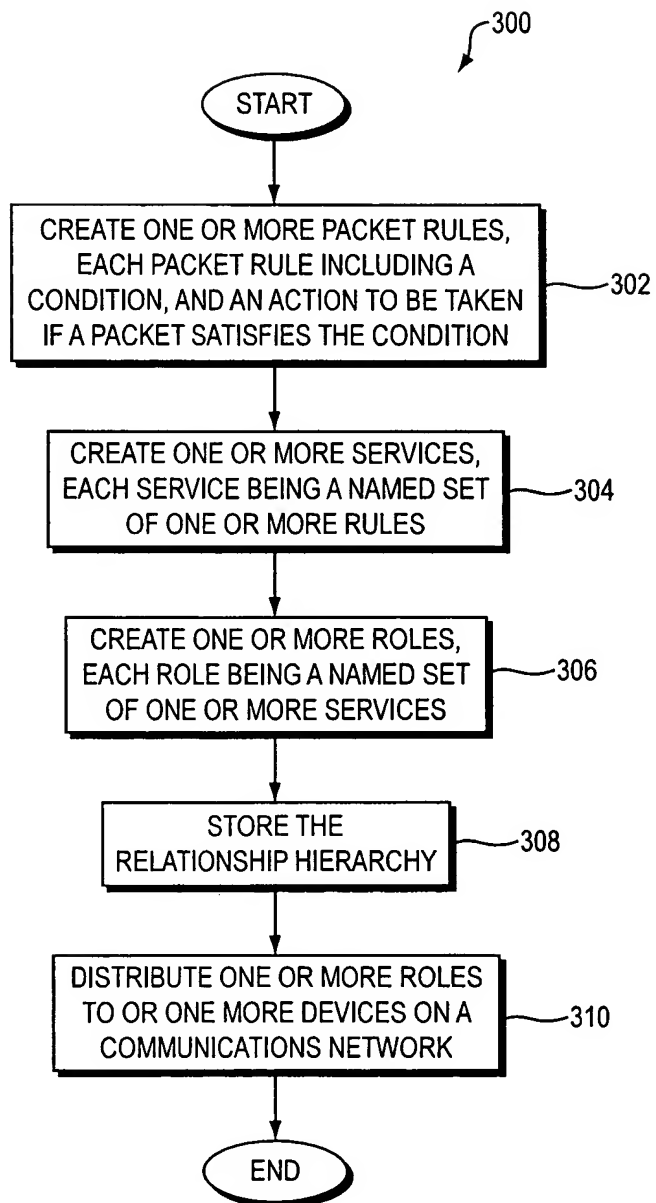 300
START
CREATE ONE OR MORE PACKET RULES,
EACH PACKET RULE INCLUDING A
CONDITION, AND AN ACTION TO BE TAKEN
IF A PACKET SATISFIES THE CONDITION
302
CREATE ONE OR MORE SERVICES,
EACH SERVICE BEING A NAMED SET
OF ONE OR MORE RULES
304
CREATE ONE OR MORE ROLES,
EACH ROLE BEING A NAMED SET
OF ONE OR MORE SERVICES
306
STORE THE
RELATIONSHIP HIERARCHY
308
DISTRIBUTE ONE OR MORE ROLES
TO OR ONE MORE DEVICES ON A
COMMUNICATIONS NETWORK
310
END